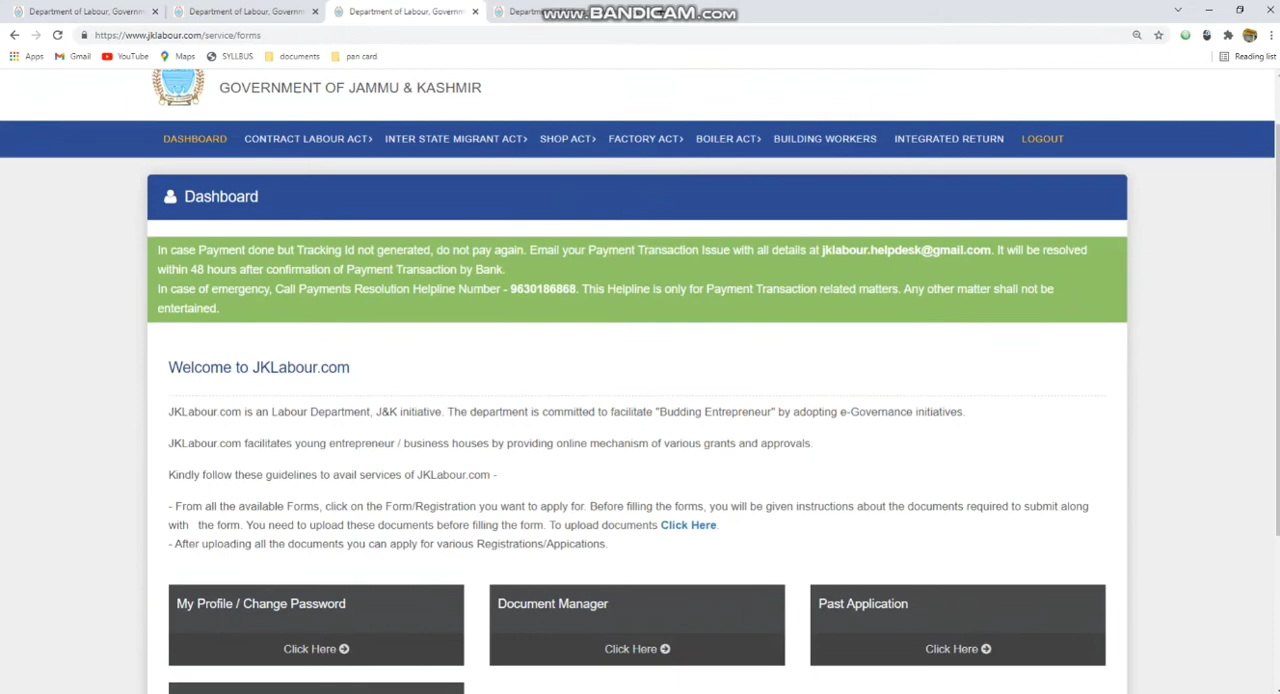 Department of Labour, Governm
Department of Labour, Governm
Department of Labour, Governm
www.BANDICAM.com
https://www.jklabour.com/service/forms
Apps Gmail YouTube Maps SYLLBUS documents pan card Reading list
GOVERNMENT OF JAMMU & KASHMIR
DASHBOARD CONTRACT LABOUR ACT› INTER STATE MIGRANT ACT› SHOP ACT› FACTORY ACT› BOILER ACT› BUILDING WORKERS INTEGRATED RETURN LOGOUT
Dashboard
In case Payment done but Tracking Id not generated, do not pay again. Email your Payment Transaction Issue with all details at jklabour.helpdesk@gmail.com. It will be resolved
within 48 hours after confirmation of Payment Transaction by Bank.
In case of emergency, Call Payments Resolution Helpline Number - 9630186868. This Helpline is only for Payment Transaction related matters. Any other matter shall not be
entertained.
Welcome to JKLabour.com
JKLabour.com is an Labour Department, J&K initiative. The department is committed to facilitate "Budding Entrepreneur" by adopting e-Governance initiatives.
JKLabour.com facilitates young entrepreneur / business houses by providing online mechanism of various grants and approvals.
Kindly follow these guidelines to avail services of JKLabour.com -
- From all the available Forms, click on the Form/Registration you want to apply for. Before filling the forms, you will be given instructions about the documents required to submit along
with the form. You need to upload these documents before filling the form. To upload documents Click Here.
- After uploading all the documents you can apply for various Registrations/Appications.
My Profile / Change Password Document Manager Past Application
Click Here Click Here Click Here